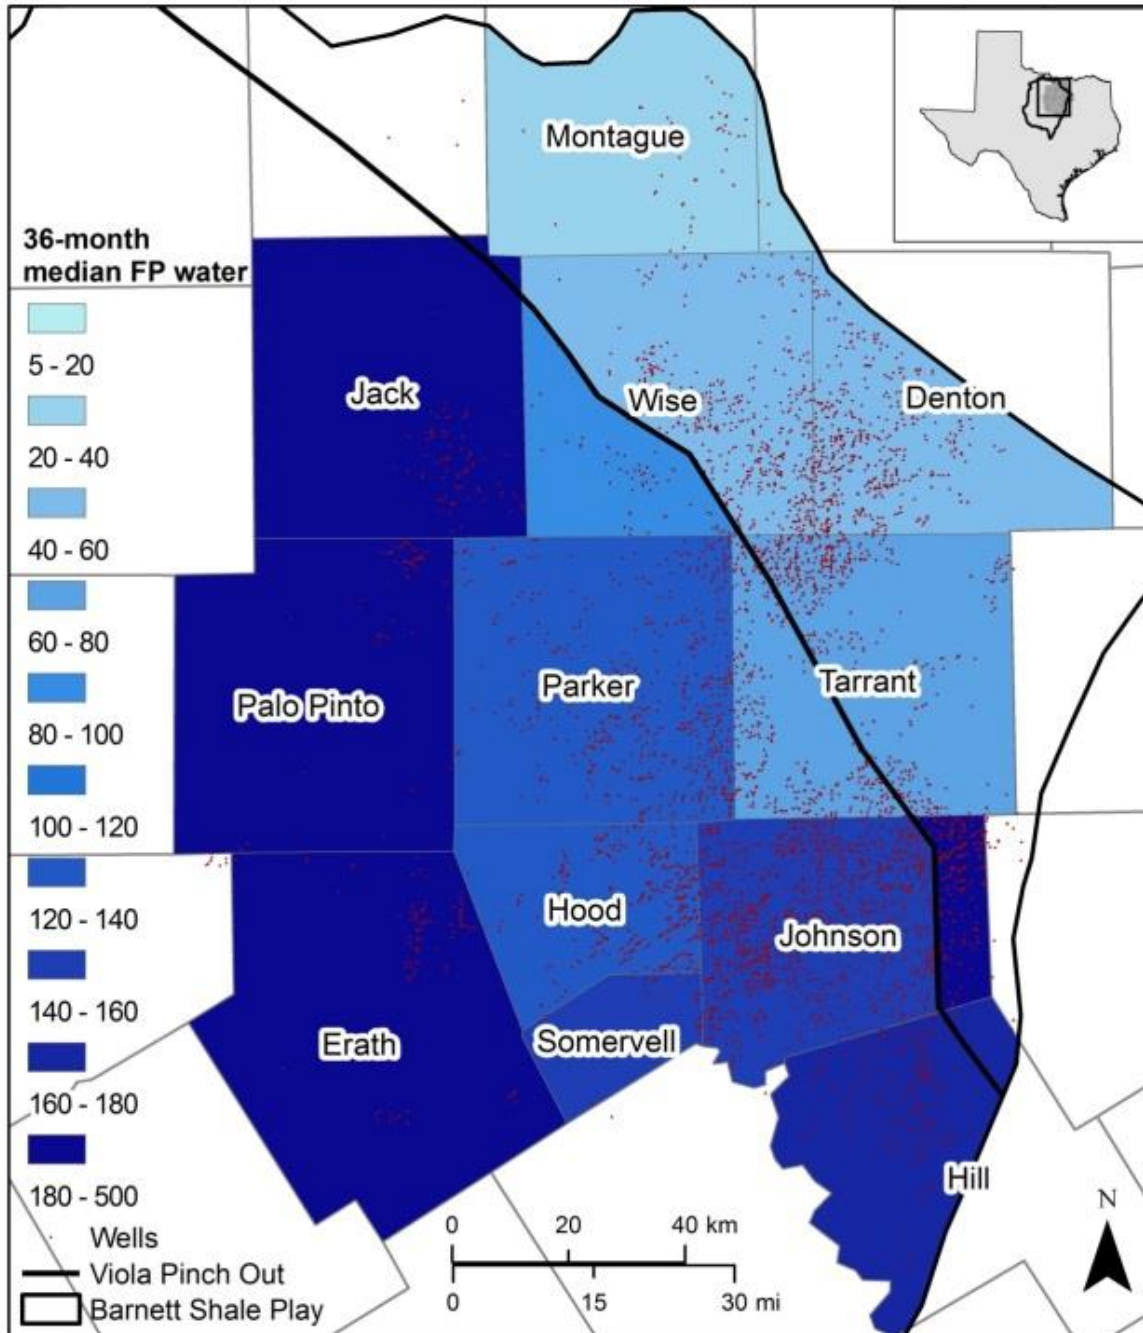 Montague
36-month
median FP water
5 - 20
20 - 40
40 - 60
60 - 80
80 - 100
100 - 120
120 - 140
140 - 160
160 - 180
180 - 500
Wells
Viola Pinch Out
Barnett Shale Play
Jack
Wise
Denton
Palo Pinto
Parker
Tarrant
Hood
Johnson
Erath
Somervell
Hill
0 20 40 km
0 15 30 mi
N